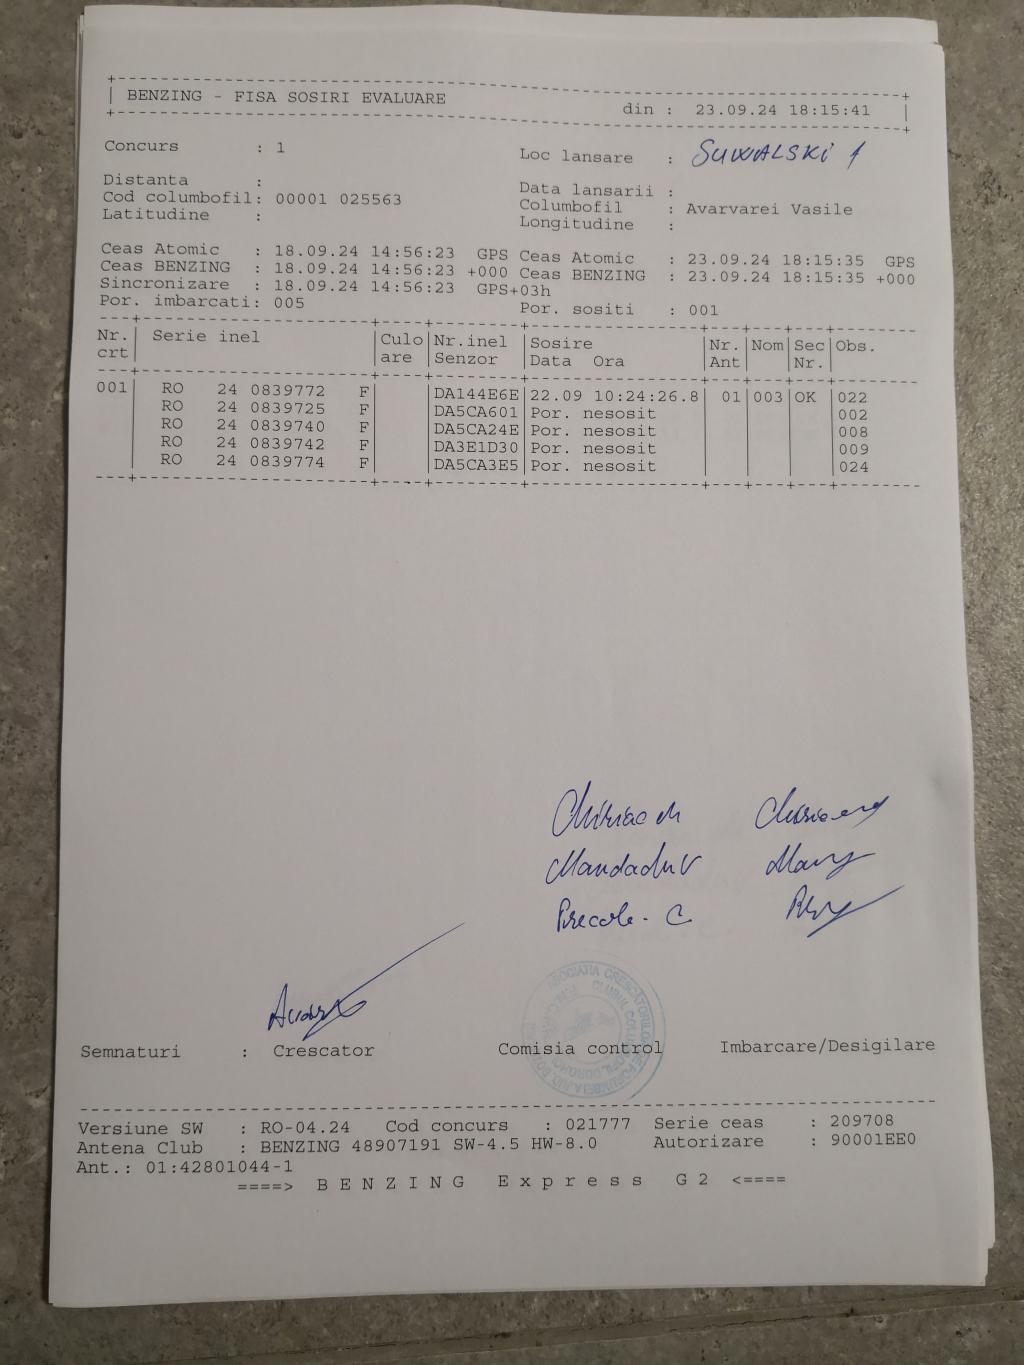 BENZING - FISA SOSIRI EVALUARE din : 23.09.24 18:15:41
Concurs : 1 Loc lansare : SUWALSKI 1
Distanta : Data lansarii :
Cod columbofil: 00001 025563 Columbofil : Avarvarei Vasile
Latitudine : Longitudine :
Ceas Atomic : 18.09.24 14:56:23 GPS Ceas Atomic : 23.09.24 18:15:35 GPS
Ceas BENZING : 18.09.24 14:56:23 +000 Ceas BENZING : 23.09.24 18:15:35 +000
Sincronizare : 18.09.24 14:56:23 GPS+03h
Por. imbarcati: 005 Por. sositi : 001
Nr. Serie inel Culo Nr.inel Sosire Nr. Nom Sec Obs.
crt are Senzor Data Ora Ant Nr.
001 RO 24 0839772 F DA144E6E 22.09 10:24:26.8 01 003 OK 022
RO 24 0839725 F DA5CA601 Por. nesosit 002
RO 24 0839740 F DA5CA24E Por. nesosit 008
RO 24 0839742 F DA3E1D30 Por. nesosit 009
RO 24 0839774 F DA5CA3E5 Por. nesosit 024
Semnaturi : Crescator Comisia control Imbarcare/Desigilare
Versiune SW : RO-04.24 Cod concurs : 021777 Serie ceas : 209708
Antena Club : BENZING 48907191 SW-4.5 HW-8.0 Autorizare : 90001EE0
Ant.: 01:42801044-1
====> B E N Z I N G E x p r e s s G 2 <====